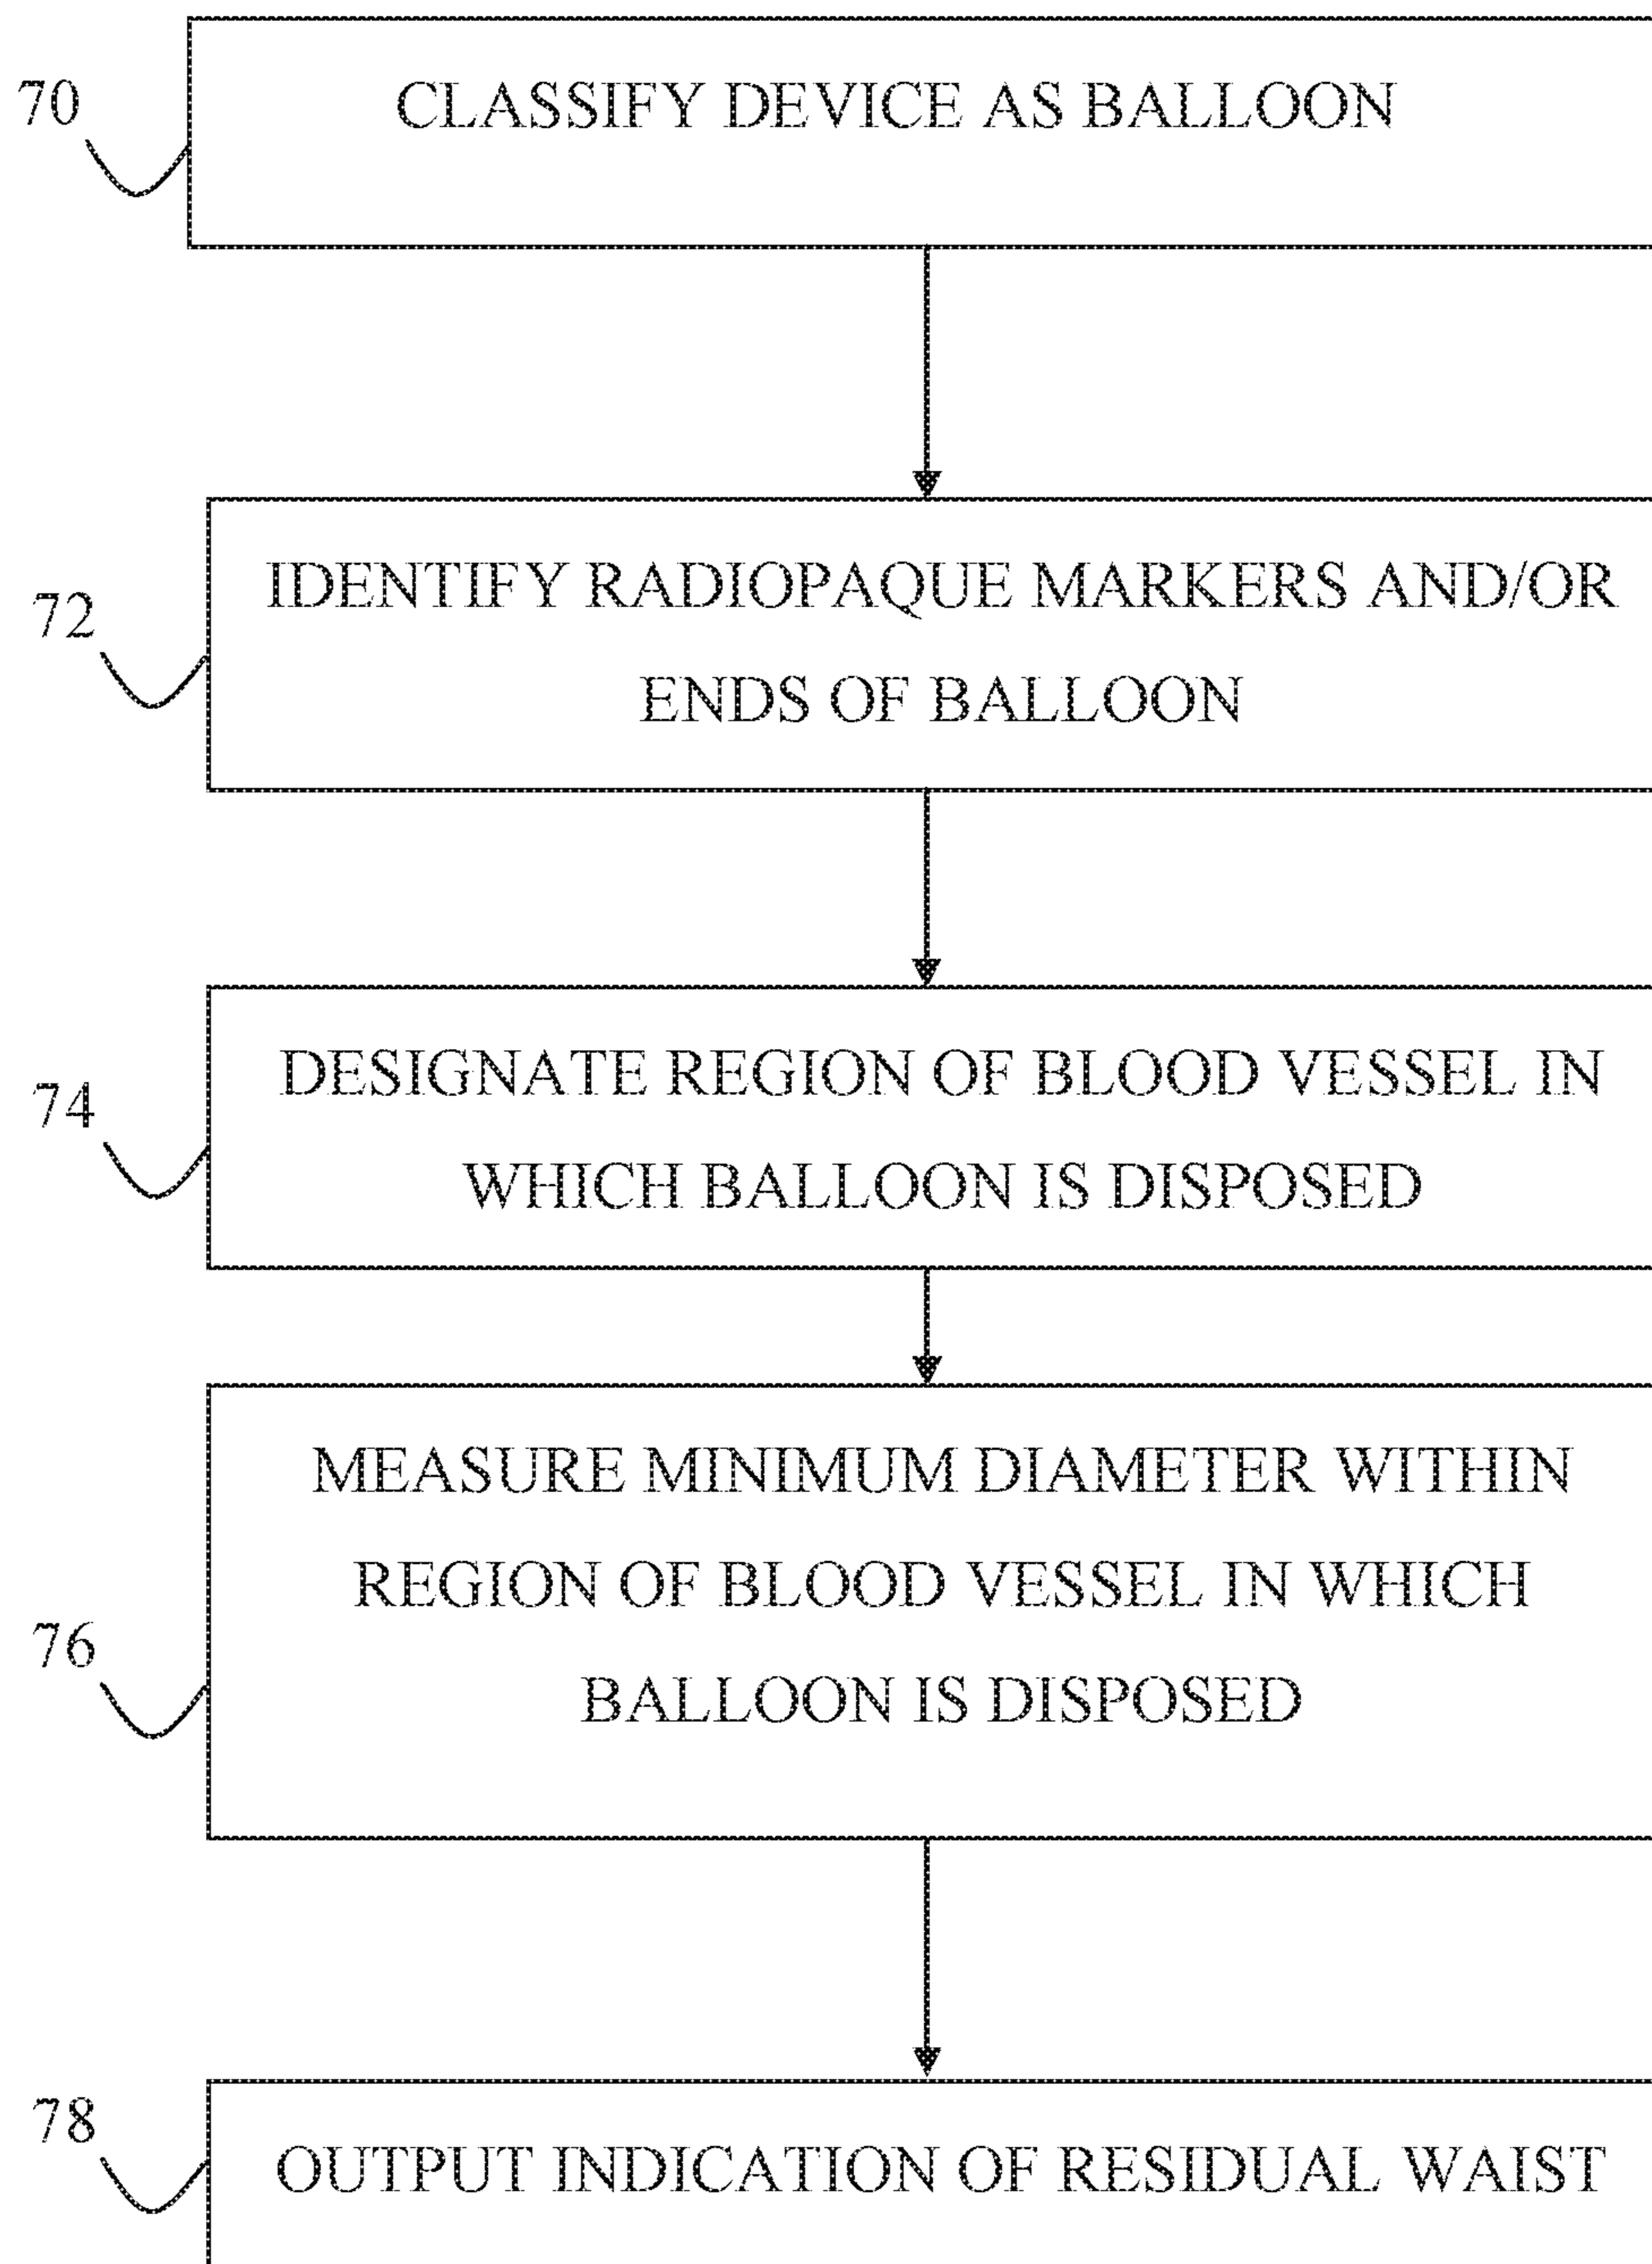 70
CLASSIFY DEVICE AS BALLOON
72
IDENTIFY RADIOPAQUE MARKERS AND/OR
ENDS OF BALLOON
74
DESIGNATE REGION OF BLOOD VESSEL IN
WHICH BALLOON IS DISPOSED
76
MEASURE MINIMUM DIAMETER WITHIN
REGION OF BLOOD VESSEL IN WHICH
BALLOON IS DISPOSED
78
OUTPUT INDICATION OF RESIDUAL WAIST